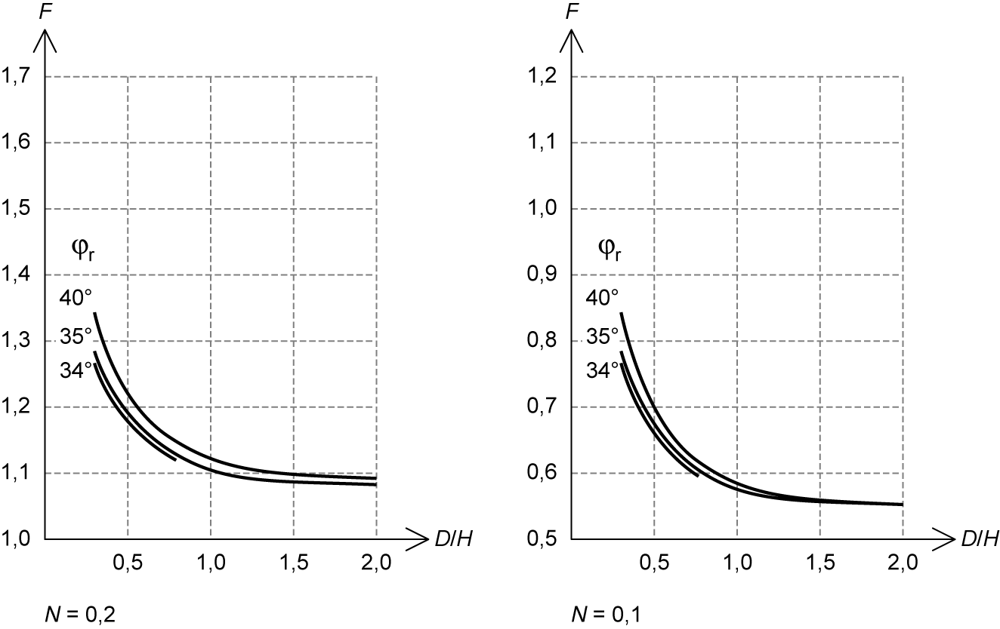 F
1,7
1,6
1,5
φr
1,4
40°
1,3
35°
34°
1,2
1,1
1,0
D/H
0,5 1,0 1,5 2,0
N = 0,2
F
1,2
1,1
1,0
φr
0,9
40°
0,8
35°
34°
0,7
0,6
0,5
D/H
0,5 1,0 1,5 2,0
N = 0,1